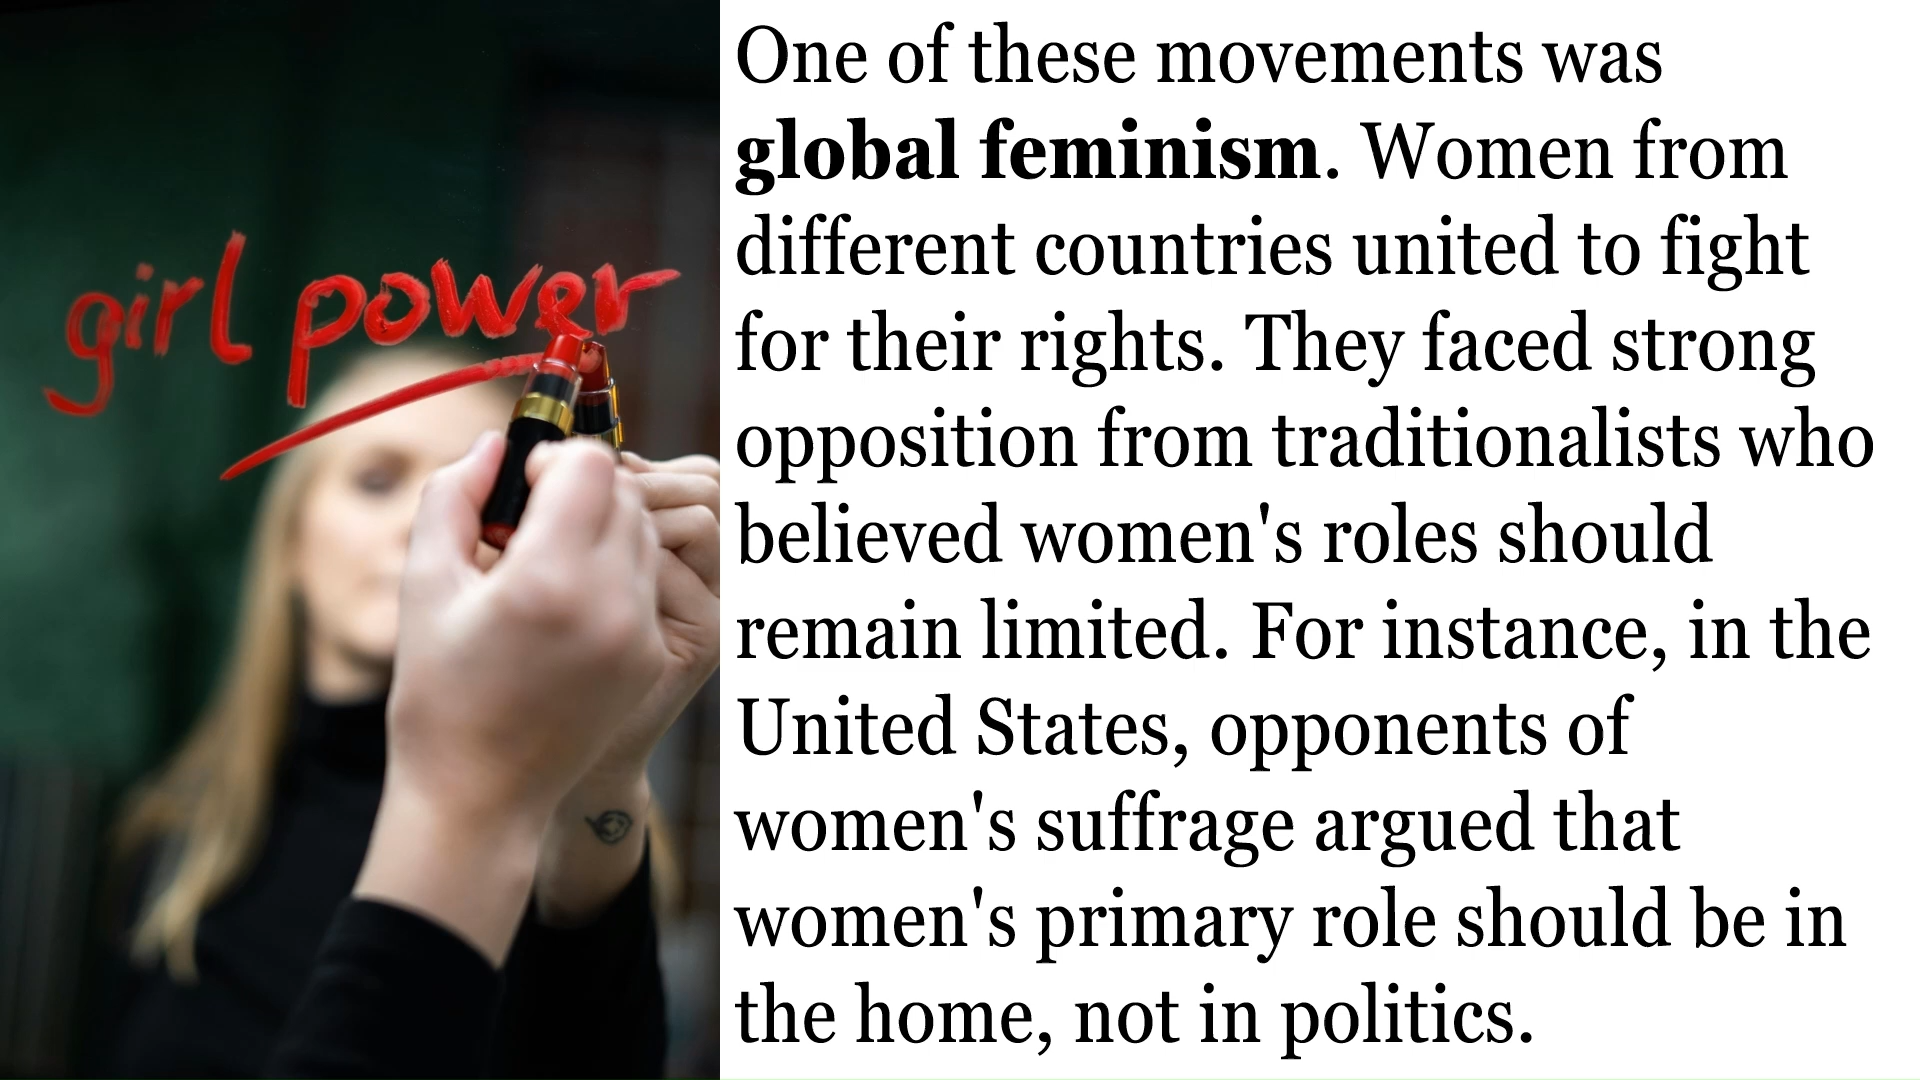 girl power
One of these movements was
global feminism. Women from
different countries united to fight
for their rights. They faced strong
opposition from traditionalists who
believed women's roles should
remain limited. For instance, in the
United States, opponents of
women's suffrage argued that
women's primary role should be in
the home, not in politics.